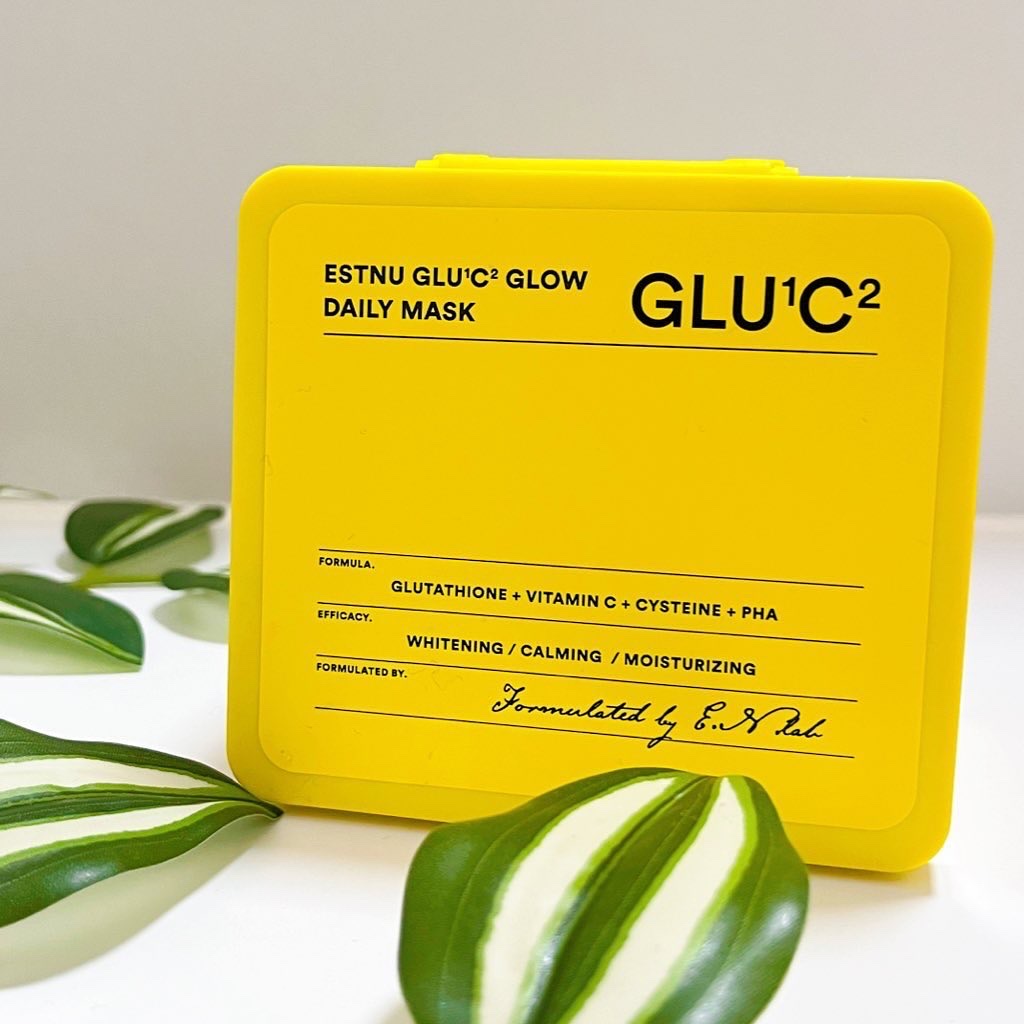 ESTNU GLU¹C² GLOW
DAILY MASK
GLU¹C²
FORMULA.
GLUTATHIONE + VITAMIN C + CYSTEINE + PHA
EFFICACY.
WHITENING / CALMING / MOISTURIZING
FORMULATED BY.
Formulated by E.N lab